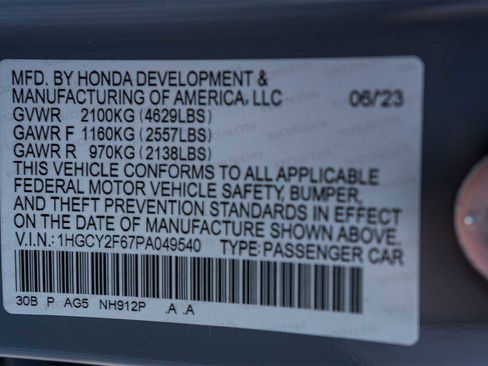 MFD. BY HONDA DEVELOPMENT &
MANUFACTURING OF AMERICA, LLC 06/23
GVWR 2100KG (4629LBS)
GAWR F 1160KG (2557LBS)
GAWR R 970KG (2138LBS)
THIS VEHICLE CONFORMS TO ALL APPLICABLE
FEDERAL MOTOR VEHICLE SAFETY, BUMPER,
AND THEFT PREVENTION STANDARDS IN EFFECT
ON THE DATE OF MANUFACTURE SHOWN ABOVE.
V.I.N.: 1HGCY2F67PA049540 TYPE: PASSENGER CAR
30B P AG5 NH912P .A .A